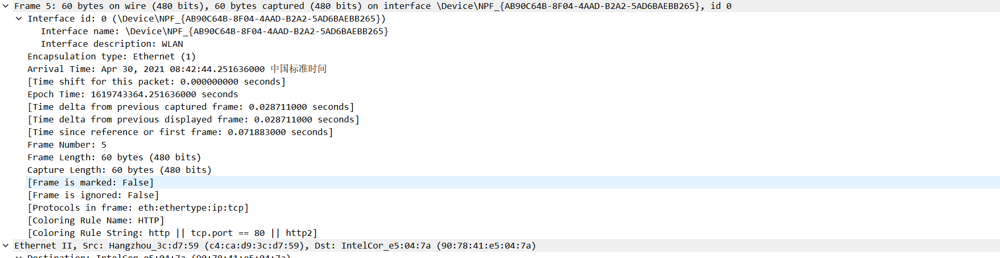 Frame 5: 60 bytes on wire (480 bits), 60 bytes captured (480 bits) on interface \Device\NPF_{AB90C64B-8F04-4AAD-B2A2-5AD6BAEBB265}, id 0
Interface id: 0 (\Device\NPF_{AB90C64B-8F04-4AAD-B2A2-5AD6BAEBB265})
Interface name: \Device\NPF_{AB90C64B-8F04-4AAD-B2A2-5AD6BAEBB265}
Interface description: WLAN
Encapsulation type: Ethernet (1)
Arrival Time: Apr 30, 2021 08:42:44.251636000 中国标准时间
[Time shift for this packet: 0.000000000 seconds]
Epoch Time: 1619743364.251636000 seconds
[Time delta from previous captured frame: 0.028711000 seconds]
[Time delta from previous displayed frame: 0.028711000 seconds]
[Time since reference or first frame: 0.071883000 seconds]
Frame Number: 5
Frame Length: 60 bytes (480 bits)
Capture Length: 60 bytes (480 bits)
[Frame is marked: False]
[Frame is ignored: False]
[Protocols in frame: eth:ethertype:ip:tcp]
[Coloring Rule Name: HTTP]
[Coloring Rule String: http || tcp.port == 80 || http2]
Ethernet II, Src: Hangzhou_3c:d7:59 (c4:ca:d9:3c:d7:59), Dst: IntelCor_e5:04:7a (90:78:41:e5:04:7a)
Destination: IntelCor_e5:04:7a (90:78:41:e5:04:7a)